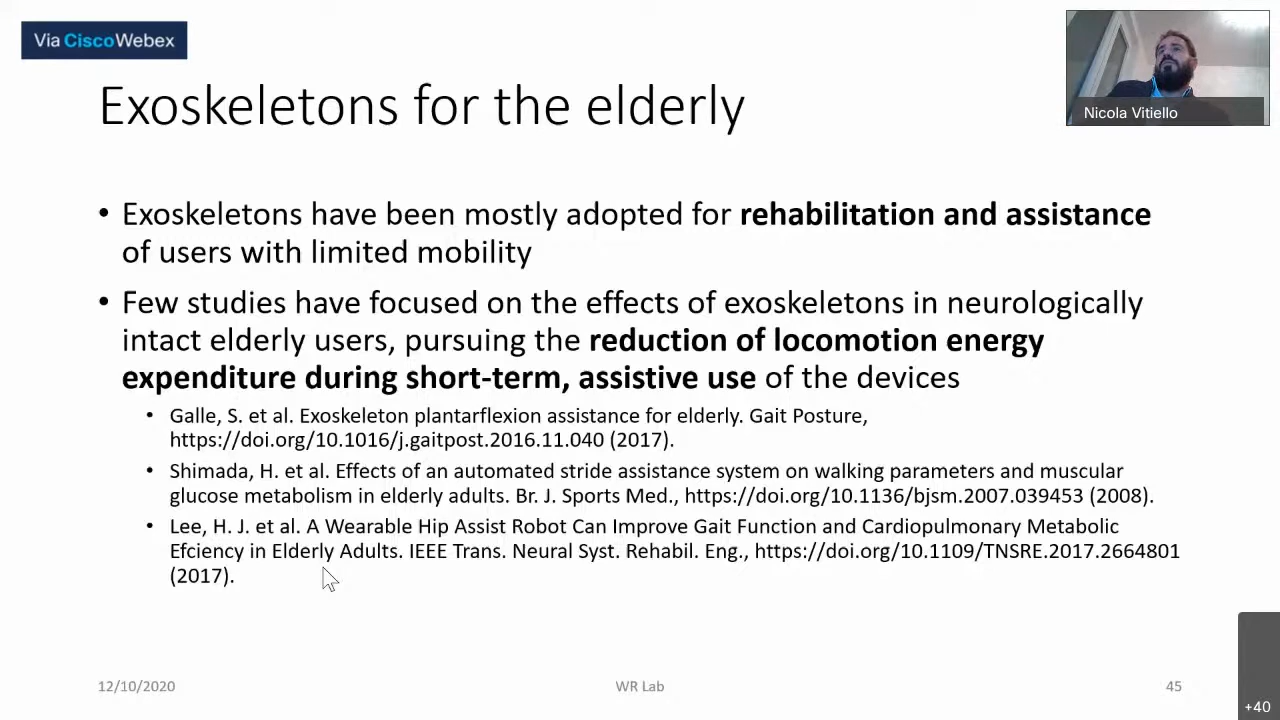 Via CiscoWebex
Nicola Vitiello
Exoskeletons for the elderly
• Exoskeletons have been mostly adopted for rehabilitation and assistance
of users with limited mobility
• Few studies have focused on the effects of exoskeletons in neurologically
intact elderly users, pursuing the reduction of locomotion energy
expenditure during short-term, assistive use of the devices
• Galle, S. et al. Exoskeleton plantarflexion assistance for elderly. Gait Posture,
https://doi.org/10.1016/j.gaitpost.2016.11.040 (2017).
• Shimada, H. et al. Effects of an automated stride assistance system on walking parameters and muscular
glucose metabolism in elderly adults. Br. J. Sports Med., https://doi.org/10.1136/bjsm.2007.039453 (2008).
• Lee, H. J. et al. A Wearable Hip Assist Robot Can Improve Gait Function and Cardiopulmonary Metabolic
Efciency in Elderly Adults. IEEE Trans. Neural Syst. Rehabil. Eng., https://doi.org/10.1109/TNSRE.2017.2664801
(2017).
12/10/2020
WR Lab
45
+40